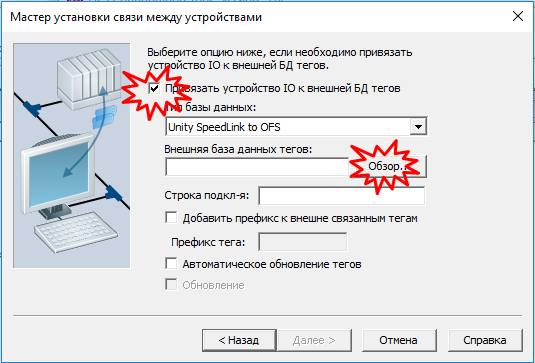 Мастер установки связи между устройствами
Выберите опцию ниже, если необходимо привязать
устройство IO к внешней БД тегов.
Привязать устройство IO к внешней БД тегов
Тип базы данных:
Unity SpeedLink to OFS
Внешняя база данных тегов:
Обзор...
Строка подкл-я:
Добавить префикс к внешне связанным тегам
Префикс тега:
Автоматическое обновление тегов
Обновление
< Назад
Далее >
Отмена
Справка